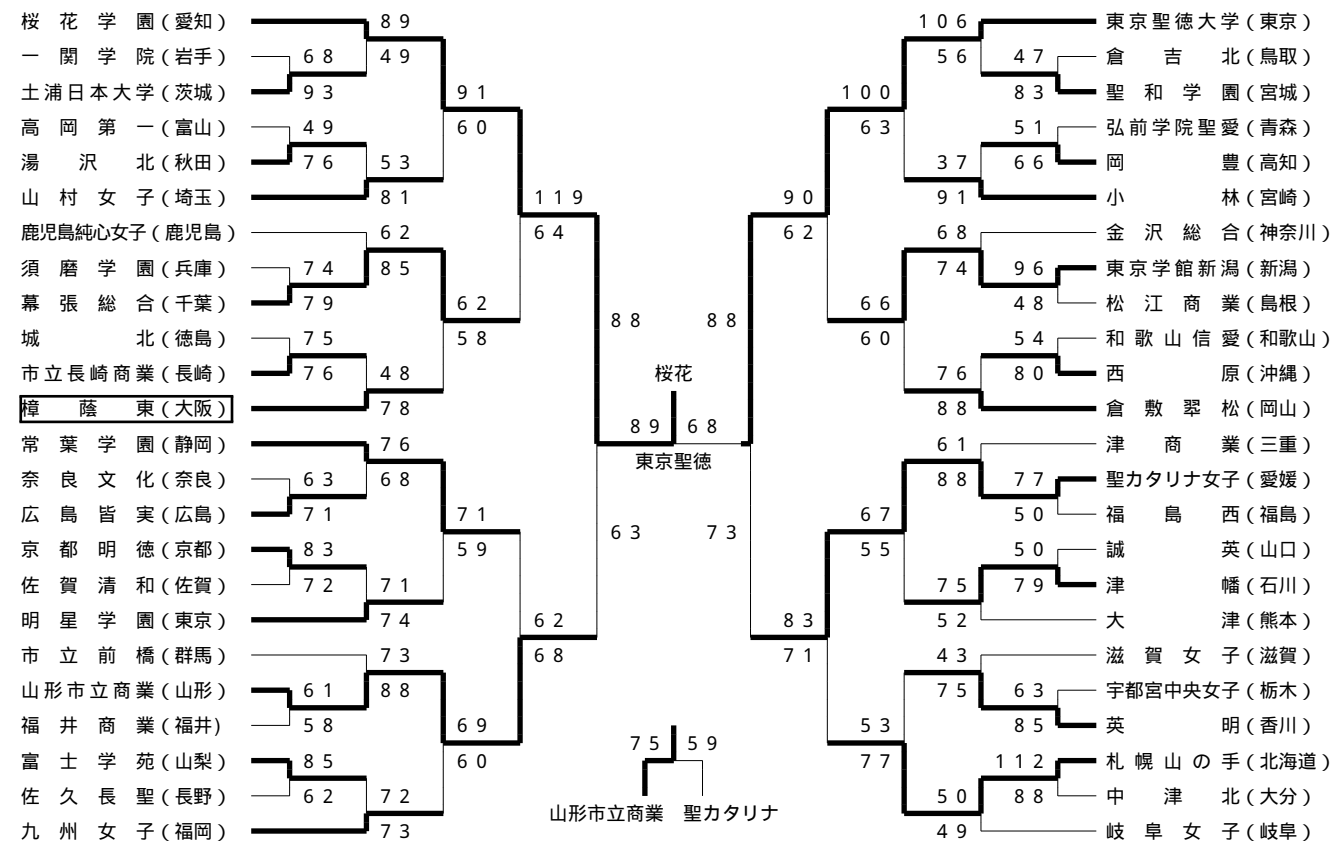 桜花学園(愛知) 89 106 東京聖徳大学(東京)
一関学院(岩手) 68 49 56 47 倉吉北(鳥取)
土浦日本大学(茨城) 93 91 100 83 聖和学園(宮城)
高岡第一(富山) 49 60 63 51 弘前学院聖愛(青森)
湯沢北(秋田) 76 53 37 66 岡豊(高知)
山村女子(埼玉) 81 119 90 91 小林(宮崎)
鹿児島純心女子(鹿児島) 62 64 62 68 金沢総合(神奈川)
須磨学園(兵庫) 74 85 74 96 東京学館新潟(新潟)
幕張総合(千葉) 79 62 66 48 松江商業(島根)
88 88
城北(徳島) 75 58 60 54 和歌山信愛(和歌山)
市立長崎商業(長崎) 76 48 桜花 76 80 西原(沖縄)
樟蔭東(大阪) 78 88 倉敷翠松(岡山)
89 68
常葉学園(静岡) 76 61 津商業(三重)
東京聖徳
奈良文化(奈良) 63 68 88 77 聖カタリナ女子(愛媛)
広島皆実(広島) 71 71 67 50 福島西(福島)
63 73
京都明徳(京都) 83 59 55 50 誠英(山口)
佐賀清和(佐賀) 72 71 75 79 津幡(石川)
明星学園(東京) 74 62 83 52 大津(熊本)
市立前橋(群馬) 73 68 71 43 滋賀女子(滋賀)
山形市立商業(山形) 61 88 75 63 宇都宮中央女子(栃木)
福井商業(福井) 58 69 53 85 英明(香川)
75 59
富士学苑(山梨) 85 60 77 112 札幌山の手(北海道)
佐久長聖(長野) 62 72 50 88 中津北(大分)
山形市立商業 聖カタリナ
九州女子(福岡) 73 49 岐阜女子(岐阜)